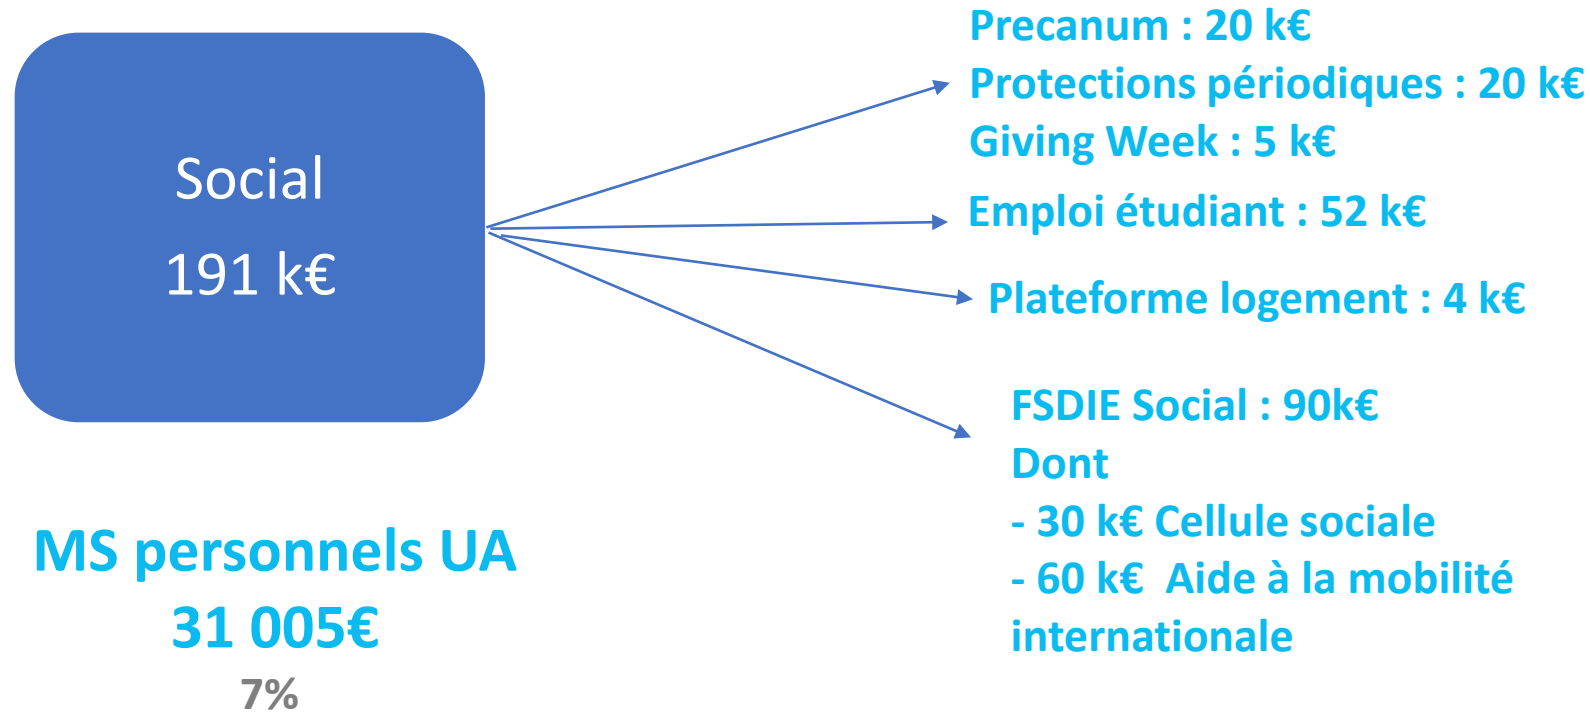 Social
191 k€
MS personnels UA
31 005€
7%
Precanum : 20 k€
Protections périodiques : 20 k€
Giving Week : 5 k€
Emploi étudiant : 52 k€
Plateforme logement : 4 k€
FSDIE Social : 90k€
Dont
- 30 k€ Cellule sociale
- 60 k€  Aide à la mobilité
internationale